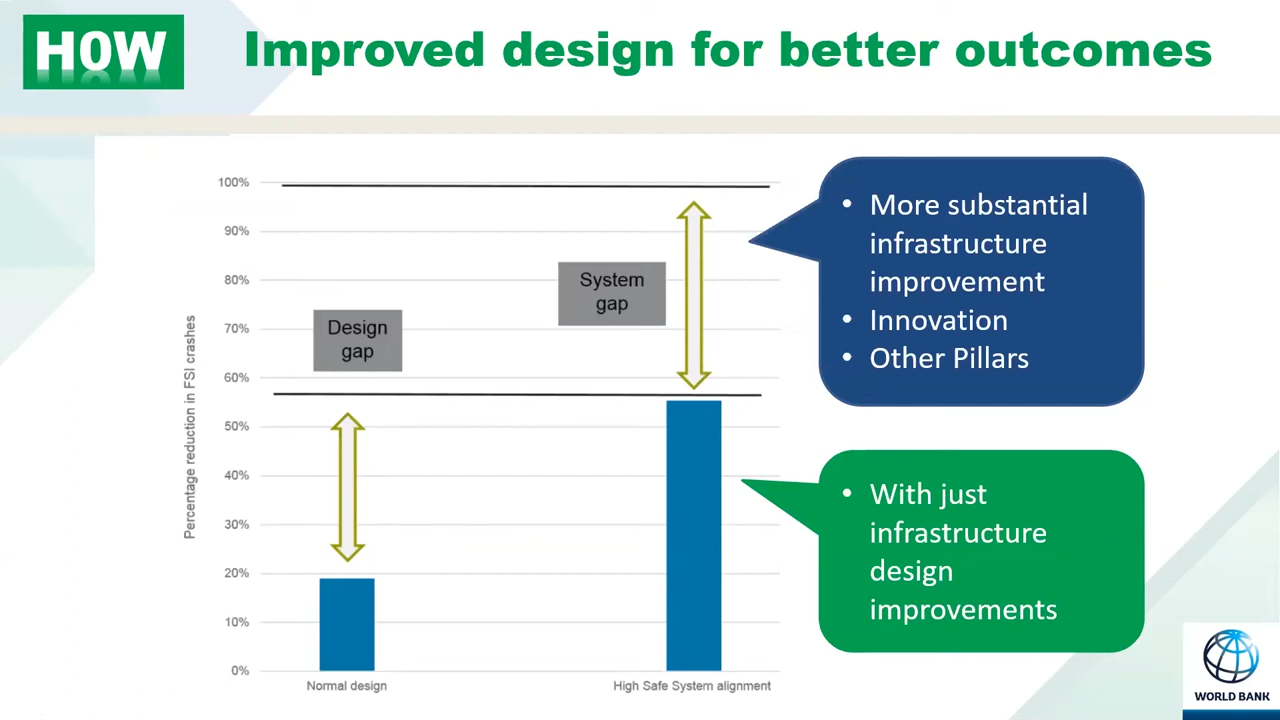 HOW
Improved design for better outcomes
100%
90%
80%
70%
60%
50%
40%
30%
20%
10%
0%
Percentage reduction in FSI crashes
Design
gap
System
gap
Normal design
High Safe System alignment
• More substantial
infrastructure
improvement
• Innovation
• Other Pillars
• With just
infrastructure
design
improvements
WORLD BANK